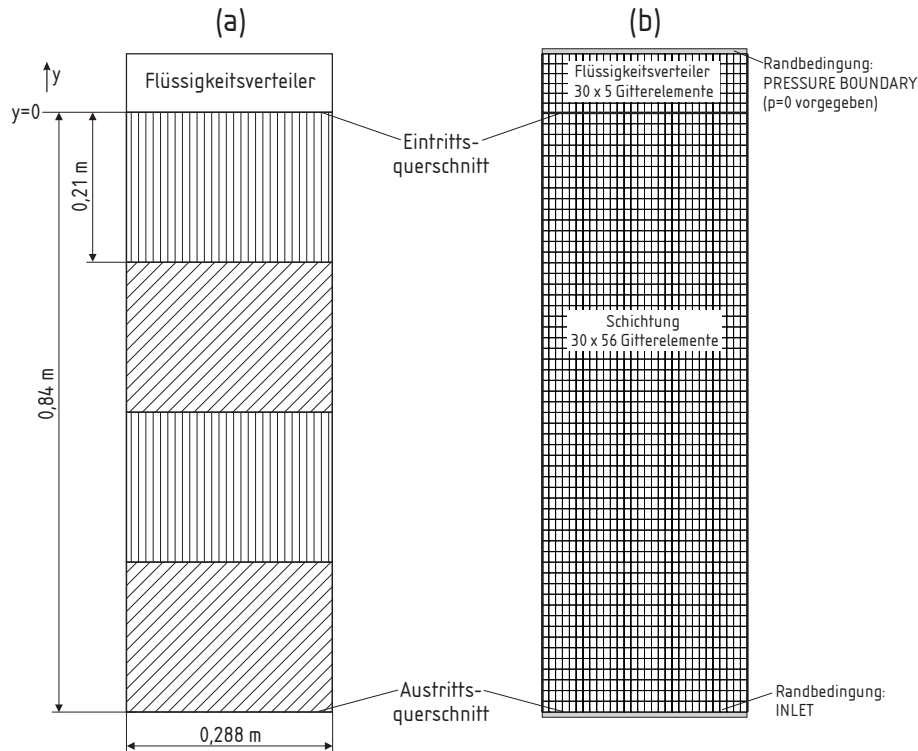 (a)
Flüssigkeitsverteiler
y
y=0
0,21 m
0,84 m
0,288 m
Eintritts-
querschnitt
Austritts-
querschnitt
(b)
Flüssigkeitsverteiler
30 x 5 Gitterelemente
Schichtung
30 x 56 Gitterelemente
Randbedingung:
PRESSURE BOUNDARY
(p=0 vorgegeben)
Randbedingung:
INLET